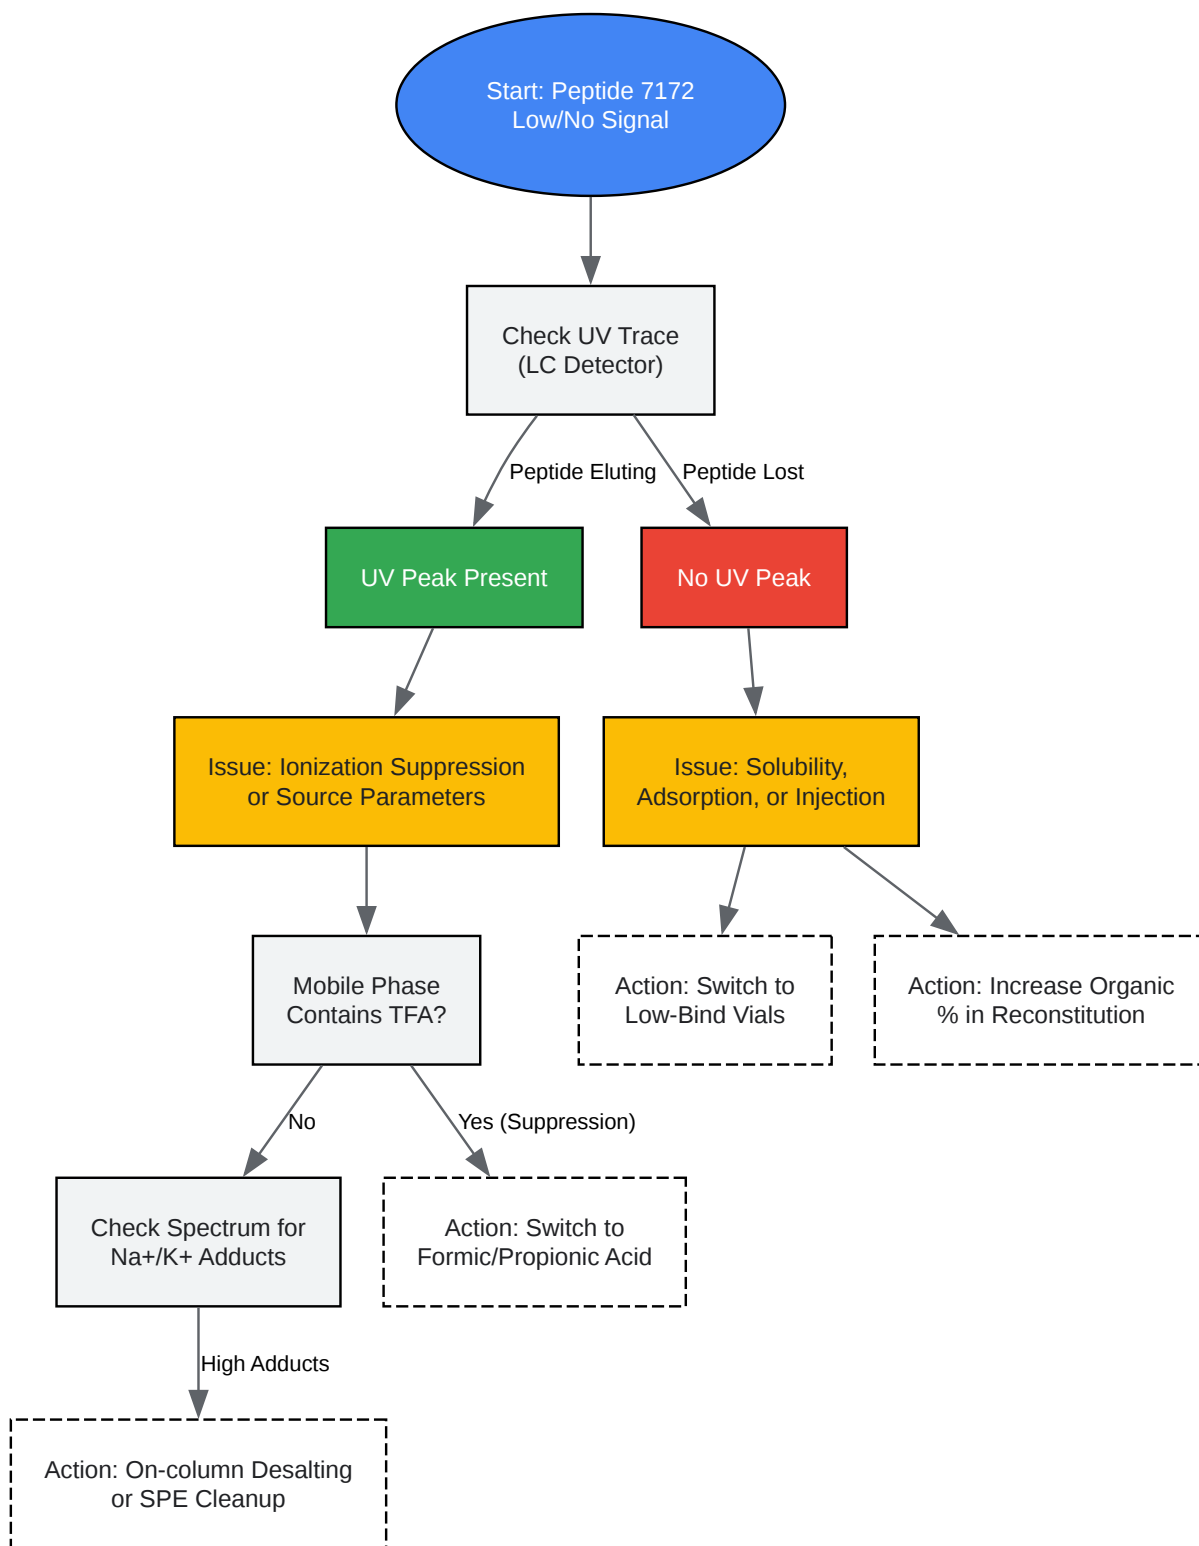 Start: Peptide 7172
Low/No Signal
Check UV Trace
(LC Detector)
Peptide Eluting
Peptide Lost
UV Peak Present
No UV Peak
Issue: Ionization Suppression
or Source Parameters
Issue: Solubility,
Adsorption, or Injection
Mobile Phase
Contains TFA?
Action: Switch to
Low-Bind Vials
Action: Increase Organic
% in Reconstitution
No
Yes (Suppression)
Check Spectrum for
Na+/K+ Adducts
Action: Switch to
Formic/Propionic Acid
High Adducts
Action: On-column Desalting
or SPE Cleanup